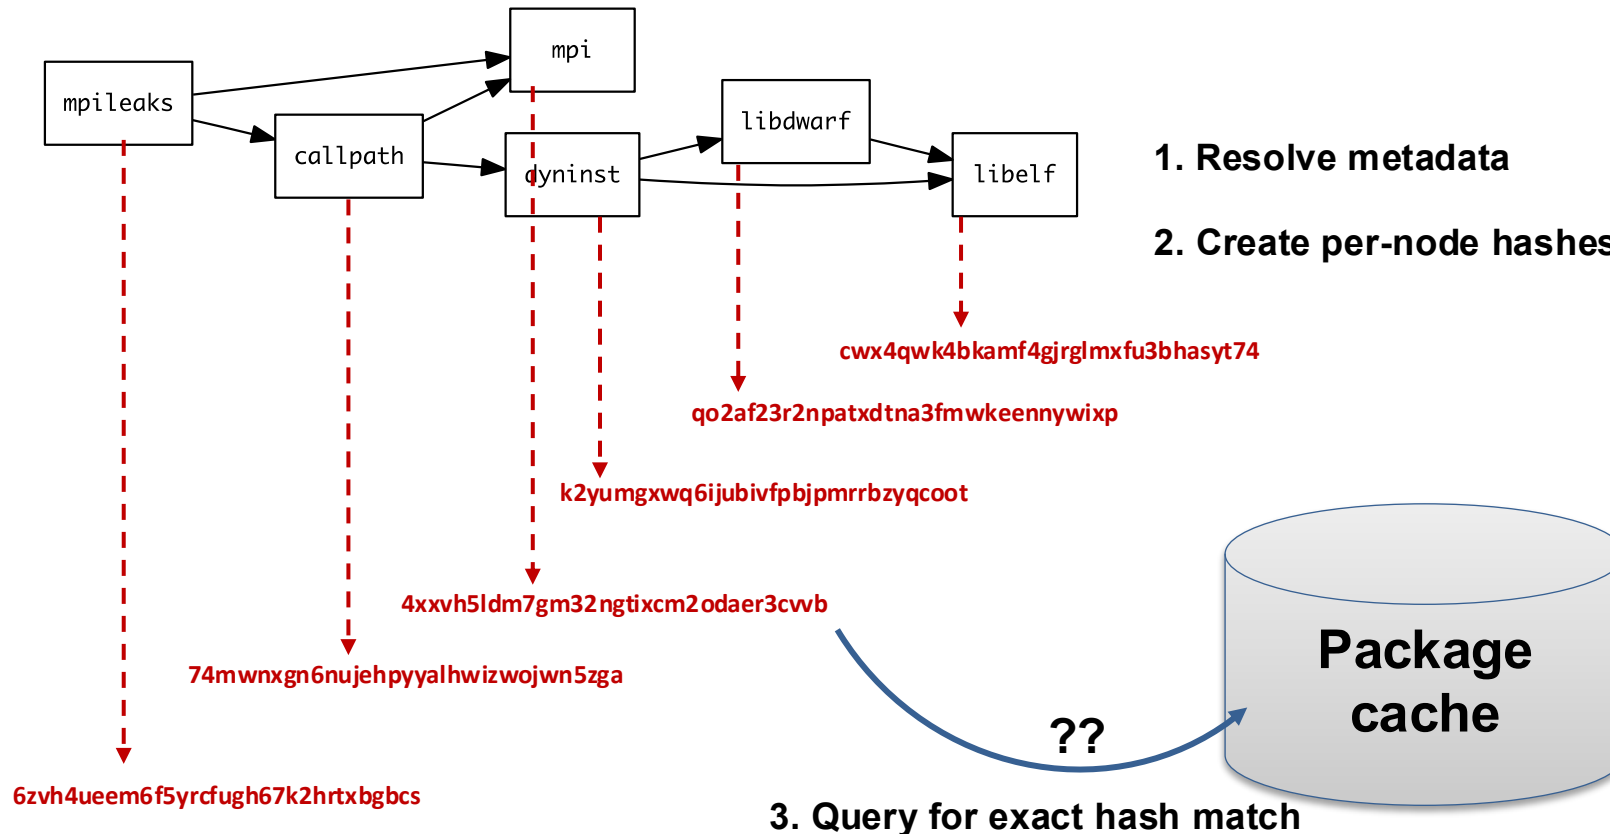 mpi
mpileaks
callpath
libdwarf
dyninst
libelf
1. Resolve metadata
2. Create per-node hashes
cwx4qwk4bkamf4gjrglmxfu3bhasyt74
qo2af23r2npatxdtna3fmwkeennywixp
k2yumgxwq6ijubivfpbjpmrrbzyqcoot
4xxvh5ldm7gm32ngtixcm2odaer3cvvb
74mwnxgn6nujehpyyalhwizwojwn5zga
6zvh4ueem6f5yrcfugh67k2hrtxbgbcs
??
Package
cache
3. Query for exact hash match